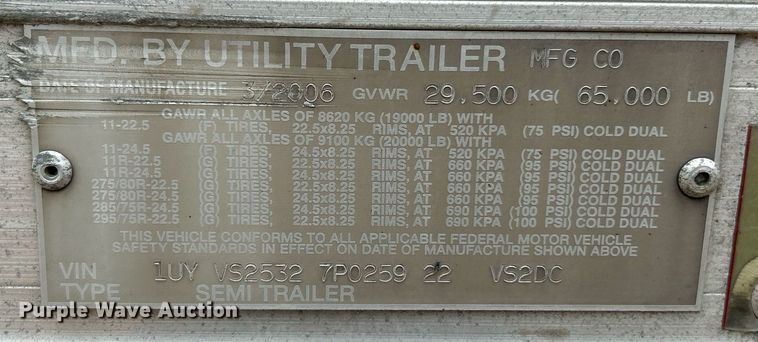 MFD. BY UTILITY TRAILER MFG CO
DATE OF MANUFACTURE 3/2006 GVWR 29,500 KG( 65,000 LB)
GAWR ALL AXLES OF 8620 KG (19000 LB) WITH
11-22.5 (F) TIRES, 22.5x8.25 RIMS, AT 520 KPA (75 PSI) COLD DUAL
GAWR ALL AXLES OF 9100 KG (20000 LB) WITH
11-24.5 (G) TIRES, 24.5x8.25 RIMS, AT 520 KPA (75 PSI) COLD DUAL
11R-22.5 (G) TIRES, 22.5x8.25 RIMS, AT 660 KPA (95 PSI) COLD DUAL
11R-24.5 (G) TIRES, 24.5x8.25 RIMS, AT 660 KPA (95 PSI) COLD DUAL
275/80R-22.5 (G) TIRES, 22.5x8.25 RIMS, AT 660 KPA (95 PSI) COLD DUAL
275/80R-24.5 (G) TIRES, 24.5x8.25 RIMS, AT 660 KPA (95 PSI) COLD DUAL
285/75R-24.5 (G) TIRES, 24.5x8.25 RIMS, AT 690 KPA (100 PSI) COLD DUAL
295/75R-22.5 (G) TIRES, 22.5x8.25 RIMS, AT 690 KPA (100 PSI) COLD DUAL
THIS VEHICLE CONFORMS TO ALL APPLICABLE FEDERAL MOTOR VEHICLE
SAFETY STANDARDS IN EFFECT ON DATE OF MANUFACTURE SHOWN ABOVE
VIN 1UY VS2532 7P0259 22 VS2DC
TYPE SEMI TRAILER
Purple Wave Auction